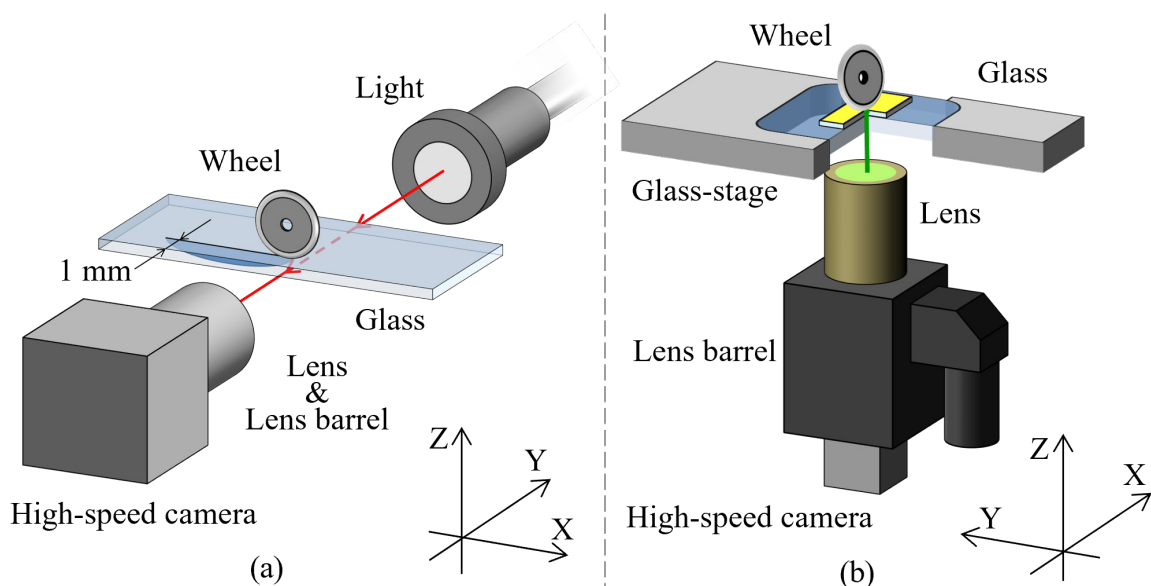 Light
Wheel
1 mm
Glass
Lens
&
Lens barrel
High-speed camera
Z
Y
X
(a)
Wheel
Glass
Glass-stage
Lens
Lens barrel
High-speed camera
Z
X
Y
(b)